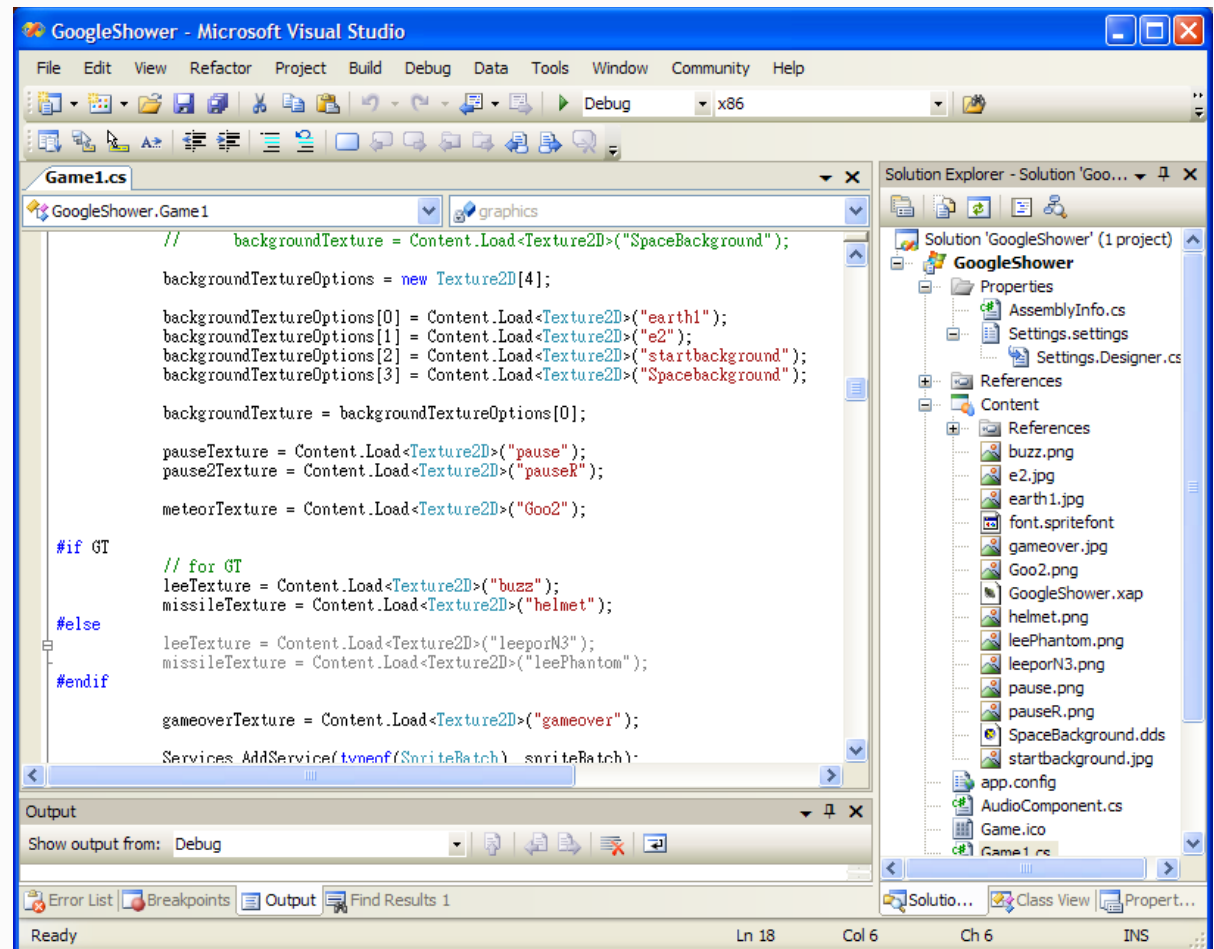 GoogleShower - Microsoft Visual Studio
File Edit View Refactor Project Build Debug Data Tools Window Community Help
Debug x86
Game1.cs
GoogleShower.Game1 graphics
// backgroundTexture = Content.Load<Texture2D>("SpaceBackground");
backgroundTextureOptions = new Texture2D[4];
backgroundTextureOptions[0] = Content.Load<Texture2D>("earth1");
backgroundTextureOptions[1] = Content.Load<Texture2D>("e2");
backgroundTextureOptions[2] = Content.Load<Texture2D>("startbackground");
backgroundTextureOptions[3] = Content.Load<Texture2D>("Spacebackground");
backgroundTexture = backgroundTextureOptions[0];
pauseTexture = Content.Load<Texture2D>("pause");
pause2Texture = Content.Load<Texture2D>("pauseR");
meteorTexture = Content.Load<Texture2D>("Goo2");
#if GT
// for GT
leeTexture = Content.Load<Texture2D>("buzz");
missileTexture = Content.Load<Texture2D>("helmet");
#else
leeTexture = Content.Load<Texture2D>("leeporN3");
missileTexture = Content.Load<Texture2D>("leePhantom");
#endif
gameoverTexture = Content.Load<Texture2D>("gameover");
Services.AddService(typeof(SpriteBatch), spriteBatch);
Output
Show output from: Debug
Error List Breakpoints Output Find Results 1
Solution Explorer - Solution 'Goo...
Solution 'GoogleShower' (1 project)
GoogleShower
Properties
AssemblyInfo.cs
Settings.settings
Settings.Designer.cs
References
Content
References
buzz.png
e2.jpg
earth1.jpg
font.spritefont
gameover.jpg
Goo2.png
GoogleShower.xap
helmet.png
leePhantom.png
leeporN3.png
pause.png
pauseR.png
SpaceBackground.dds
startbackground.jpg
app.config
AudioComponent.cs
Game.ico
Game1.cs
Solutio... Class View Propert...
Ready Ln 18 Col 6 Ch 6 INS